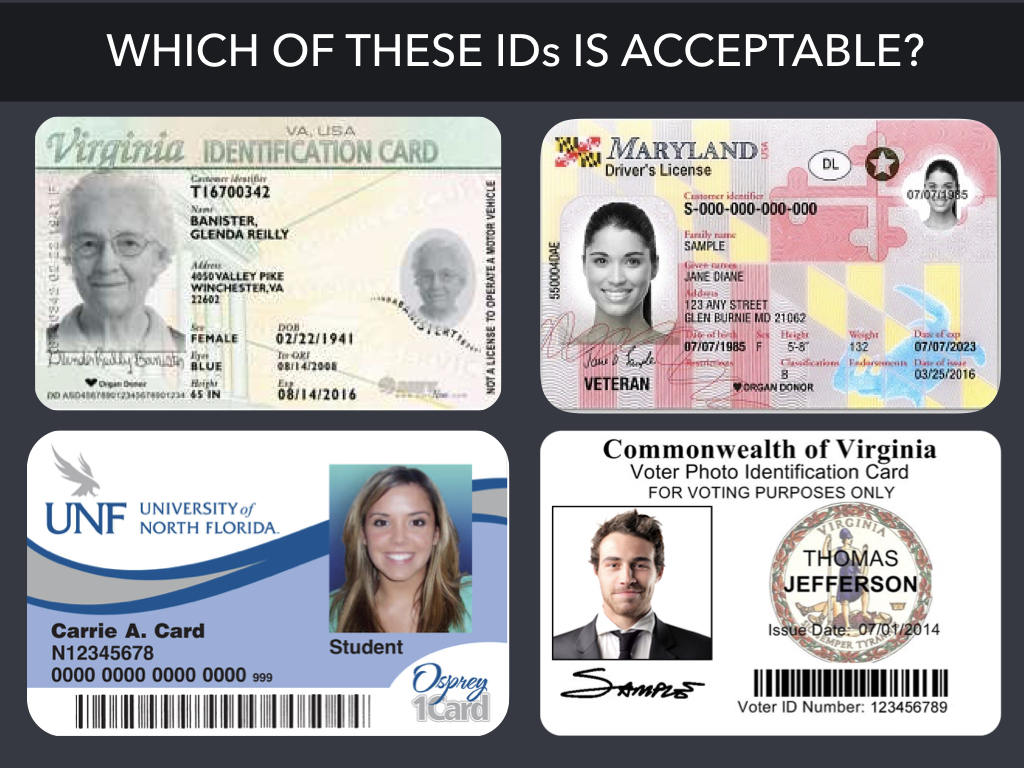 WHICH OF THESE IDs IS ACCEPTABLE?
VA, USA
Virginia IDENTIFICATION CARD
Customer identifier
T16700342
Name
BANISTER,
GLENDA REILLY
Address
4050 VALLEY PIKE
WINCHESTER, VA
22602
Sex
FEMALE
DOB
02/22/1941
Eyes
BLUE
Iss ORI
08/14/2008
Height
65 IN
Exp
08/14/2016
Glenda Reilly Banister
Organ Donor
DD ASD456789012345678901234
NOT A LICENSE TO OPERATE A MOTOR VEHICLE
MARYLAND USA
Driver's License
DL
07/07/1985
Customer identifier
S-000-000-000-000
Family name
SAMPLE
Given names
JANE DIANE
Address
123 ANY STREET
GLEN BURNIE MD 21062
Date of birth Sex Height Weight Date of exp
07/07/1985 F 5'-8" 132 07/07/2023
Restrictions Classifications Endorsements Date of issue
B 03/25/2016
ORGAN DONOR
Jane D Sample
VETERAN
550004DAE
UNF UNIVERSITY of
NORTH FLORIDA.
Carrie A. Card
N12345678
0000 0000 0000 0000 999
Student
Osprey
1Card
Commonwealth of Virginia
Voter Photo Identification Card
FOR VOTING PURPOSES ONLY
VIRGINIA
THOMAS
JEFFERSON
Issue Date: 07/01/2014
SAMPLE
Voter ID Number: 123456789